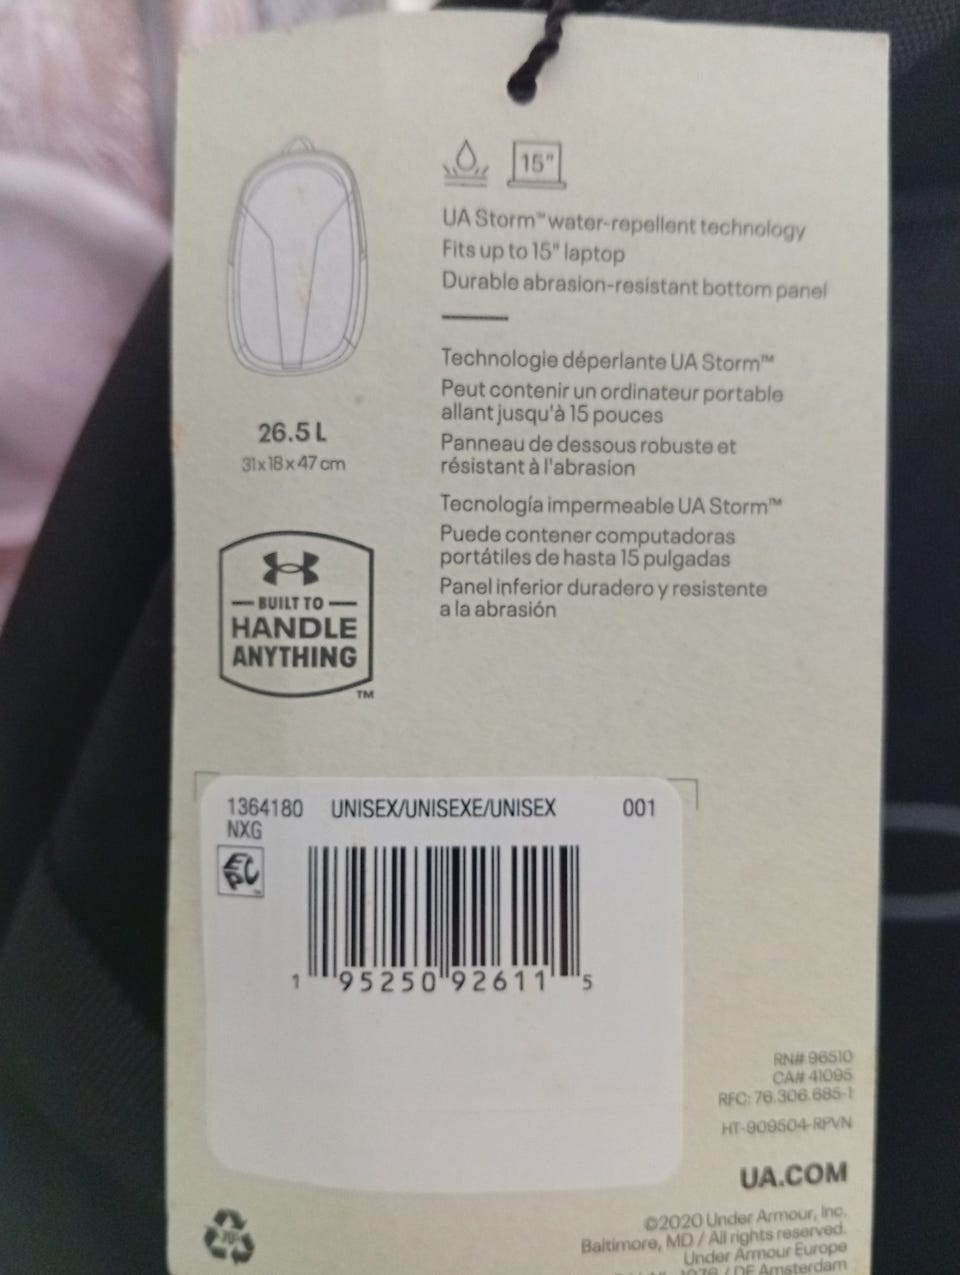 15"
UA Storm™ water-repellent technology
Fits up to 15" laptop
Durable abrasion-resistant bottom panel
Technologie déperlante UA Storm™
Peut contenir un ordinateur portable
allant jusqu'à 15 pouces
Panneau de dessous robuste et
résistant à l'abrasion
Tecnología impermeable UA Storm™
Puede contener computadoras
portátiles de hasta 15 pulgadas
Panel inferior duradero y resistente
a la abrasión
26.5 L
31 x 18 x 47 cm
BUILT TO
HANDLE
ANYTHING
™
1364180 UNISEX/UNISEXE/UNISEX 001
NXG
EPC
1 95250 92611 5
RN# 96510
CA# 41095
RFC: 76.306.685-1
HT-909504-RPVN
UA.COM
©2020 Under Armour, Inc.
Baltimore, MD / All rights reserved.
Under Armour Europe
1076 / DE Amsterdam